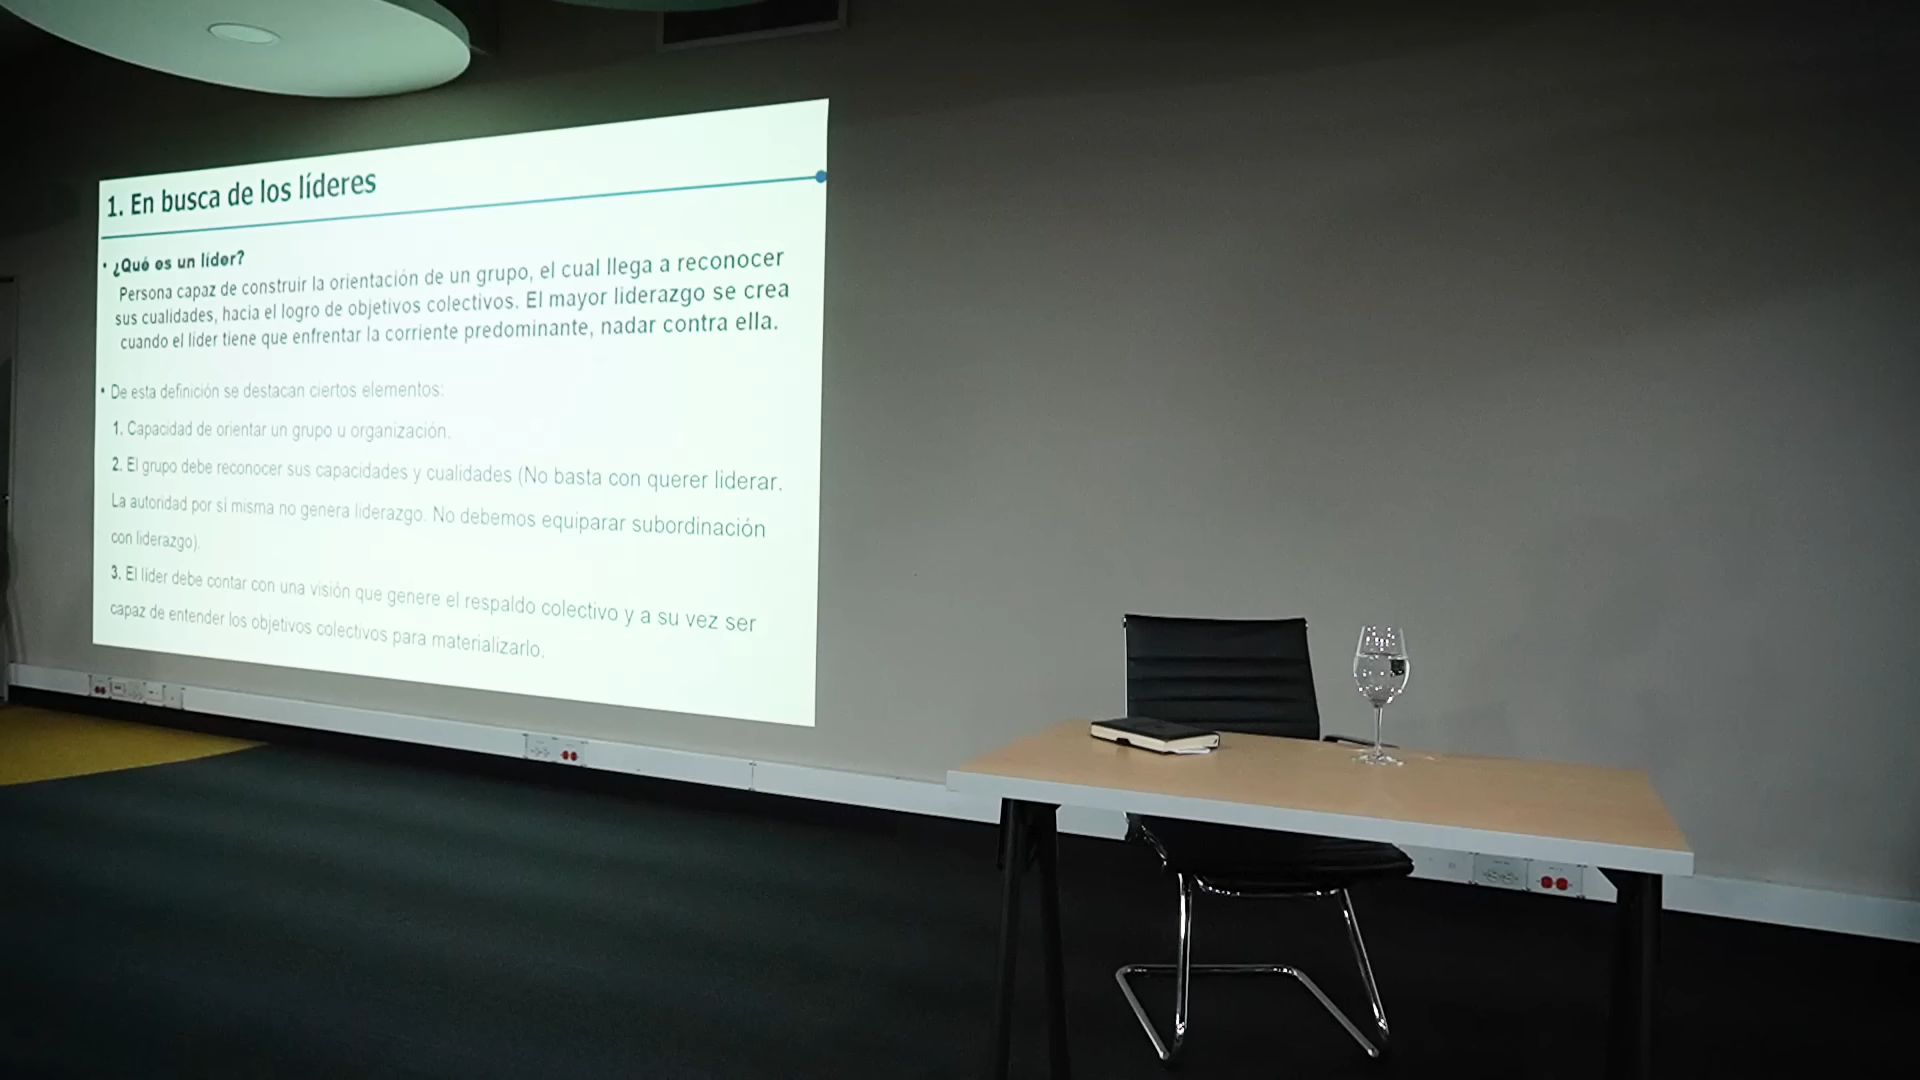 1. En busca de los líderes
• ¿Qué es un líder?
Persona capaz de construir la orientación de un grupo, el cual llega a reconocer
sus cualidades, hacia el logro de objetivos colectivos. El mayor liderazgo se crea
cuando el líder tiene que enfrentar la corriente predominante, nadar contra ella.
• De esta definición se destacan ciertos elementos:
1. Capacidad de orientar un grupo u organización.
2. El grupo debe reconocer sus capacidades y cualidades (No basta con querer liderar.
La autoridad por sí misma no genera liderazgo. No debemos equiparar subordinación
con liderazgo).
3. El líder debe contar con una visión que genere el respaldo colectivo y a su vez ser
capaz de entender los objetivos colectivos para materializarlo.